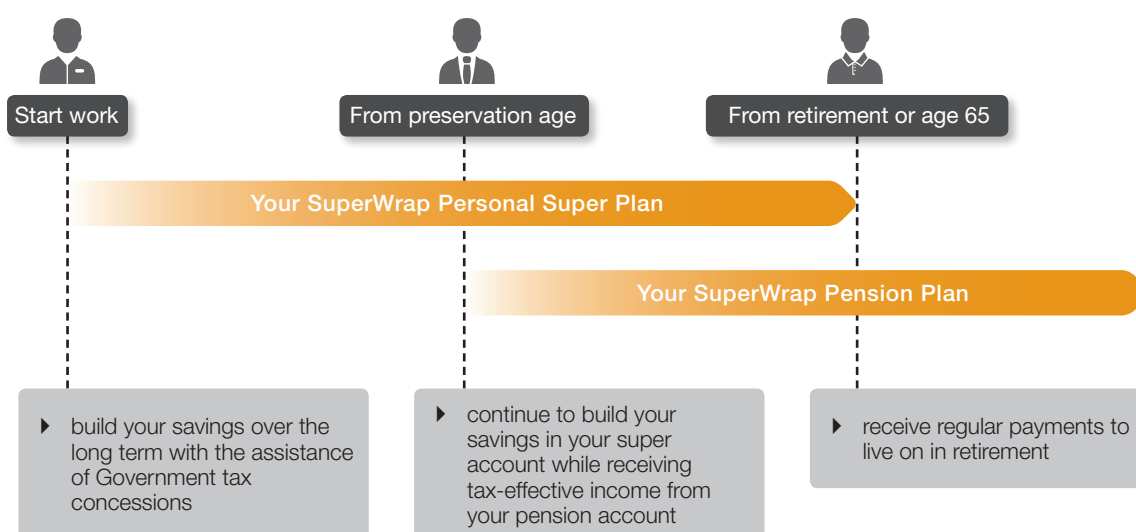 Start work
From preservation age
From retirement or age 65
Your SuperWrap Personal Super Plan
Your SuperWrap Pension Plan
build your savings over the
long term with the assistance
of Government tax
concessions
continue to build your
savings in your super
account while receiving
tax-effective income from
your pension account
receive regular payments to
live on in retirement